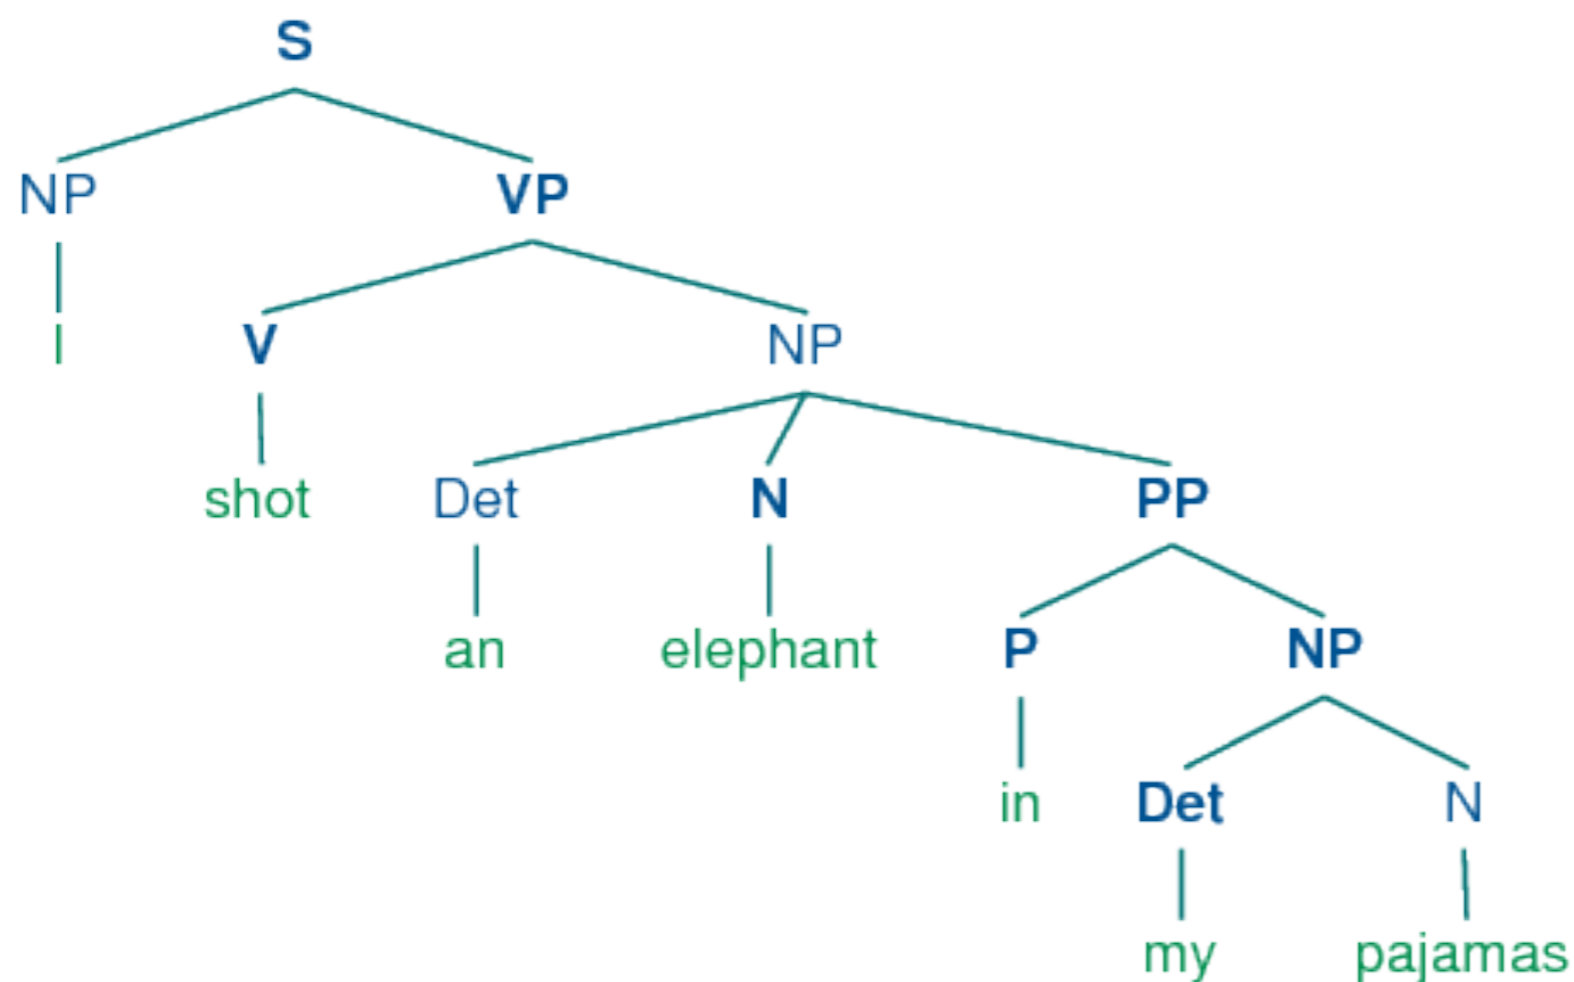 S
NP VP
I V NP
shot Det N PP
an elephant P NP
in Det N
my pajamas